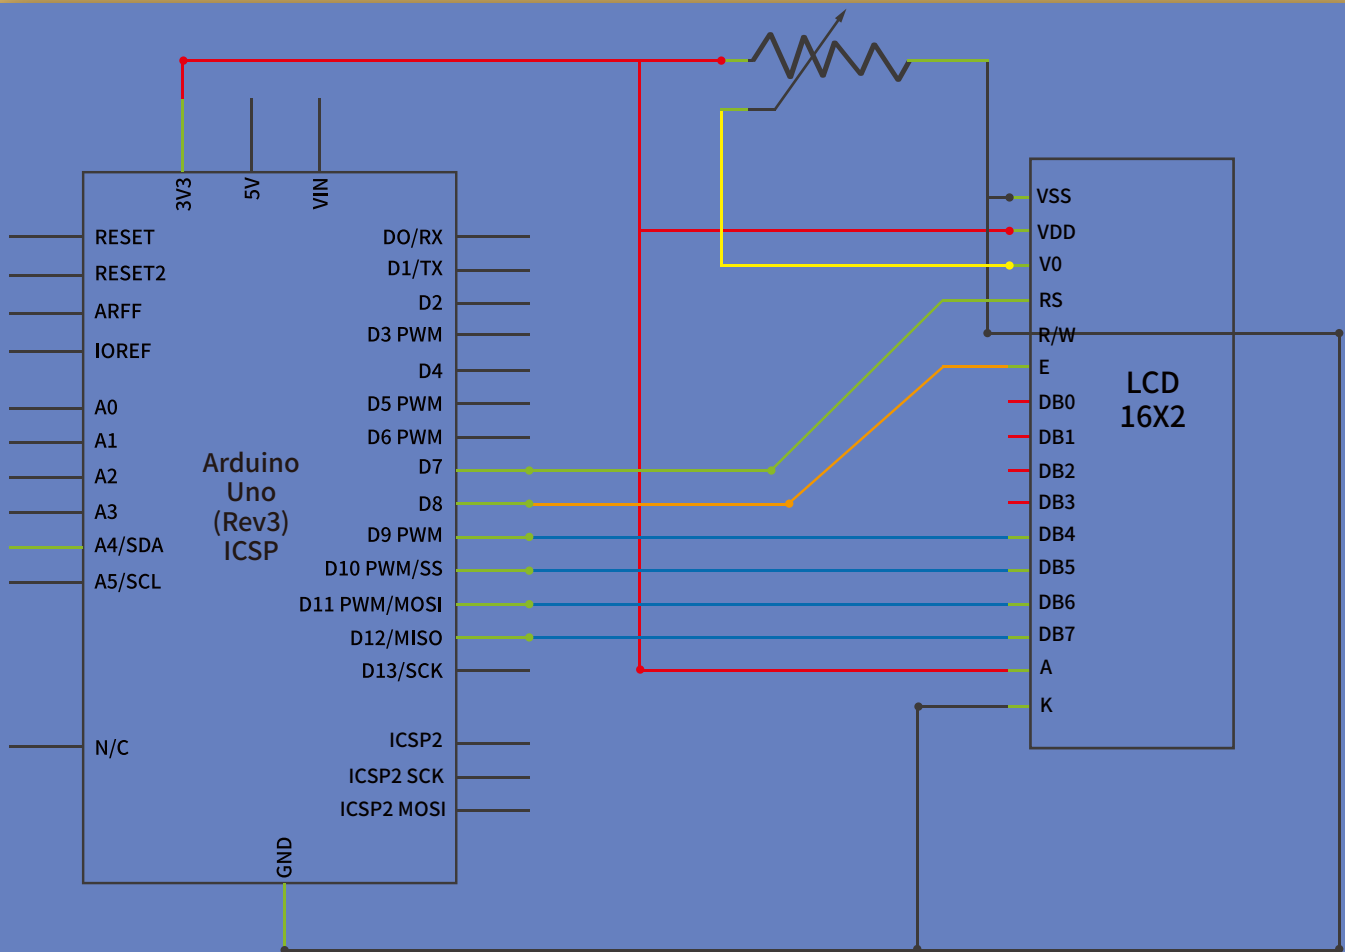 3V3
5V
VIN
RESET
RESET2
ARFF
IOREF
A0
A1
A2
A3
A4/SDA
A5/SCL
N/C
Arduino
Uno
(Rev3)
ICSP
DO/RX
D1/TX
D2
D3 PWM
D4
D5 PWM
D6 PWM
D7
D8
D9 PWM
D10 PWM/SS
D11 PWM/MOSI
D12/MISO
D13/SCK
ICSP2
ICSP2 SCK
ICSP2 MOSI
GND
VSS
VDD
V0
RS
R/W
E
DB0
DB1
DB2
DB3
DB4
DB5
DB6
DB7
A
K
LCD
16X2